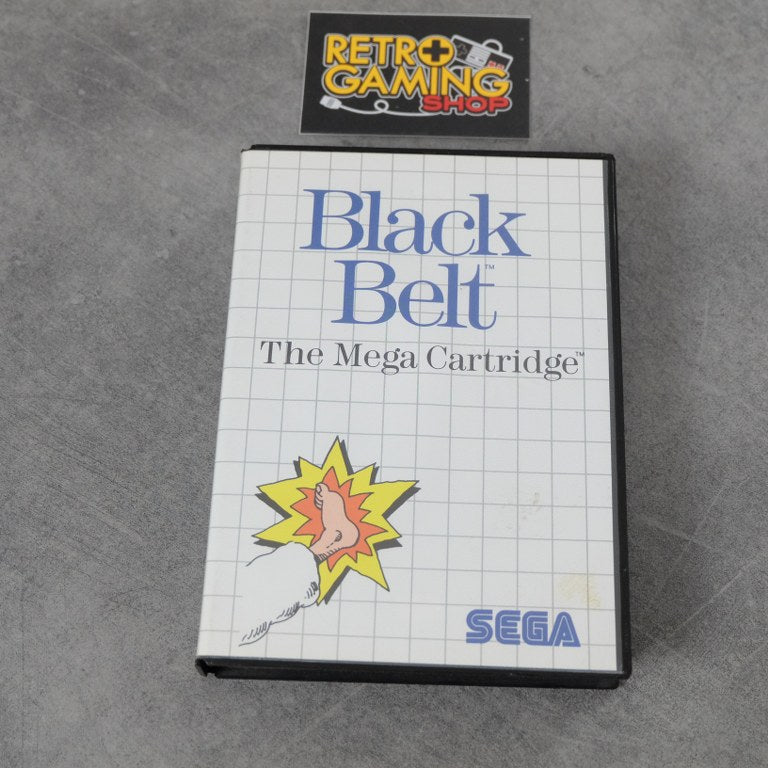 RETRO
GAMING
SHOP
Black
Belt™
The Mega Cartridge™
SEGA